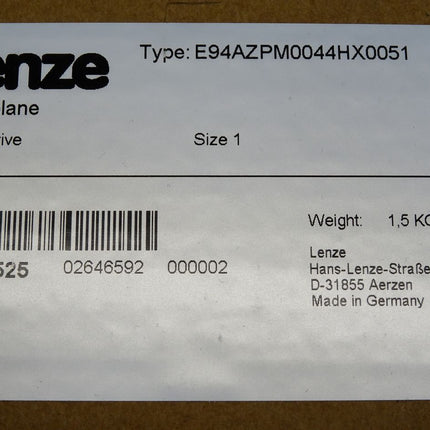 enze
Type: E94AZPM0044HX0051
lane
ive
Size 1
525 02646592 000002
Weight: 1,5 KG
Lenze
Hans-Lenze-Straße
D-31855 Aerzen
Made in Germany